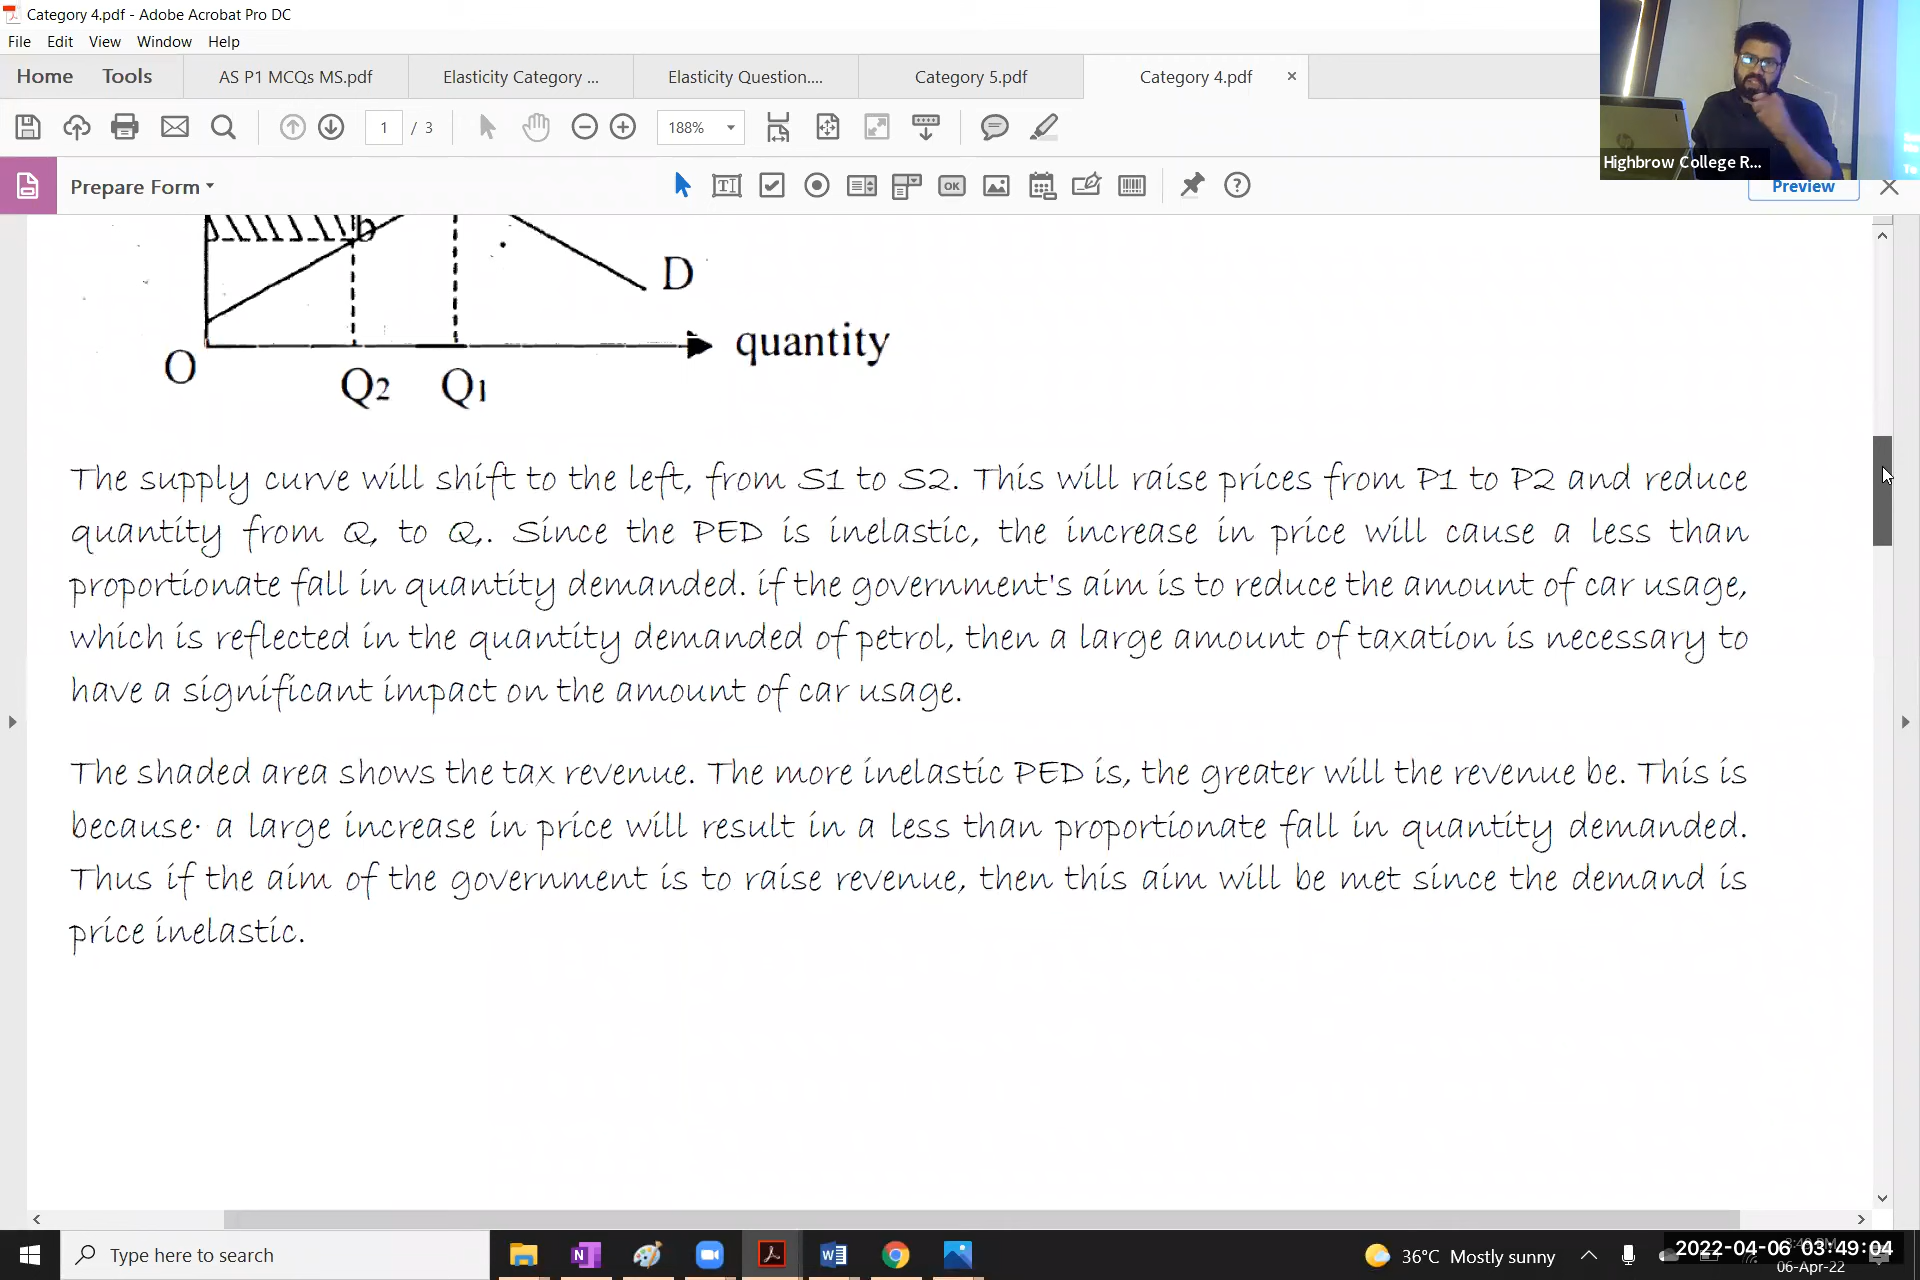 Category 4.pdf - Adobe Acrobat Pro DC
File Edit View Window Help
Home Tools AS P1 MCQs MS.pdf Elasticity Category ... Elasticity Question.... Category 5.pdf Category 4.pdf ×
1 / 3 188%
Prepare Form
OK
Preview
Highbrow College R...
b
D
quantity
O
Q2 Q1
The supply curve will shift to the left, from S1 to S2. This will raise prices from P1 to P2 and reduce
quantity from Q, to Q,. Since the PED is inelastic, the increase in price will cause a less than
proportionate fall in quantity demanded. if the government's aim is to reduce the amount of car usage,
which is reflected in the quantity demanded of petrol, then a large amount of taxation is necessary to
have a significant impact on the amount of car usage.
The shaded area shows the tax revenue. The more inelastic PED is, the greater will the revenue be. This is
because· a large increase in price will result in a less than proportionate fall in quantity demanded.
Thus if the aim of the government is to raise revenue, then this aim will be met since the demand is
price inelastic.
Type here to search
36°C Mostly sunny
2022-04-06 03:49:04
06-Apr-22